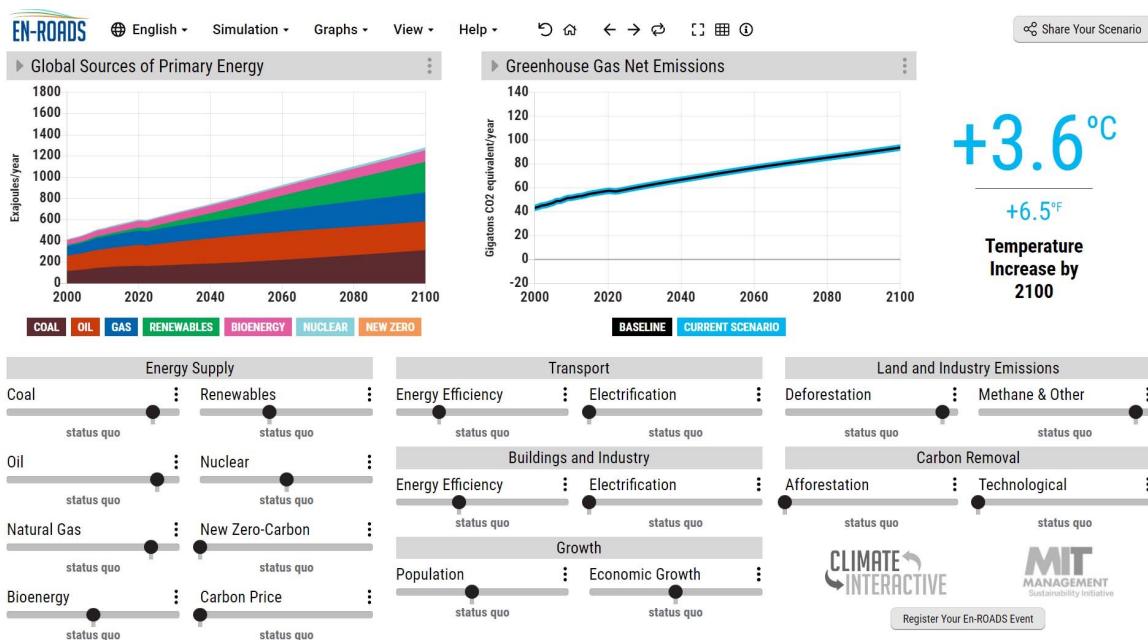 EN-ROADS
English
Simulation
Graphs
View
Help
Share Your Scenario
Global Sources of Primary Energy
1800
1600
1400
1200
1000
800
600
400
200
0
Exajoules/year
2000 2020 2040 2060 2080 2100
COAL OIL GAS RENEWABLES BIOENERGY NUCLEAR NEW ZERO
Greenhouse Gas Net Emissions
140
120
100
80
60
40
20
0
-20
Gigatons CO2 equivalent/year
2000 2020 2040 2060 2080 2100
BASELINE CURRENT SCENARIO
+3.6°C
+6.5°F
Temperature
Increase by
2100
Energy Supply
Coal Renewables
status quo status quo
Oil Nuclear
status quo status quo
Natural Gas New Zero-Carbon
status quo status quo
Bioenergy Carbon Price
status quo status quo
Transport
Energy Efficiency Electrification
status quo status quo
Buildings and Industry
Energy Efficiency Electrification
status quo status quo
Growth
Population Economic Growth
status quo status quo
Land and Industry Emissions
Deforestation Methane & Other
status quo status quo
Carbon Removal
Afforestation Technological
status quo status quo
CLIMATE
INTERACTIVE
MIT
MANAGEMENT
Sustainability Initiative
Register Your En-ROADS Event